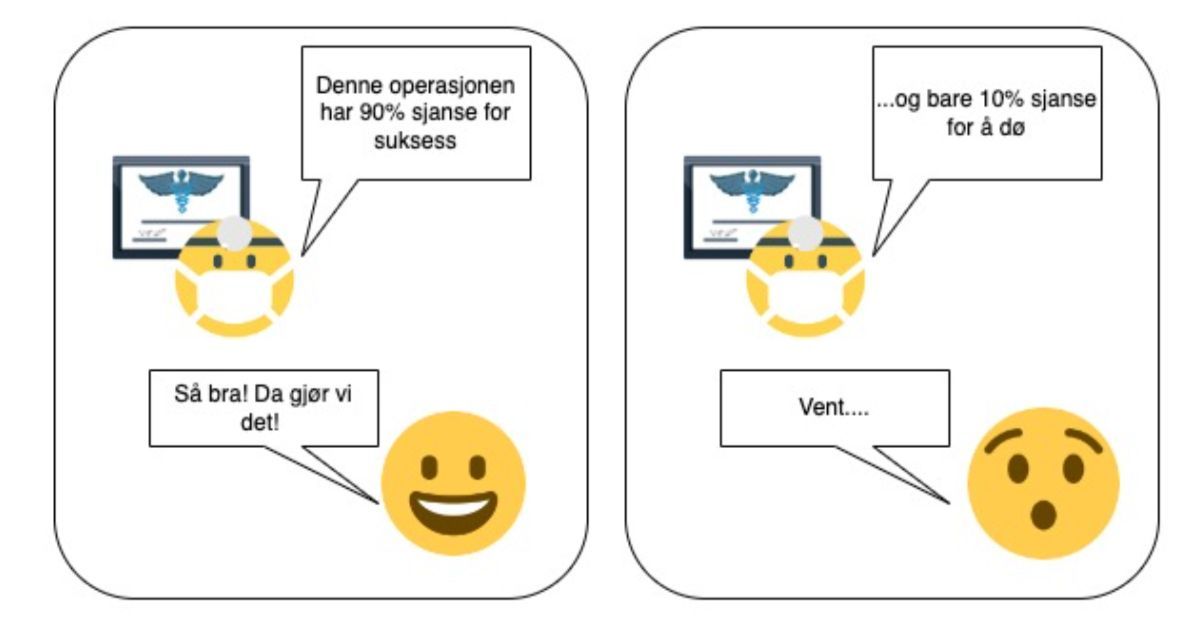 Denne operasjonen
har 90% sjanse for
suksess
Så bra! Da gjør vi
det!
...og bare 10% sjanse
for å dø
Vent....